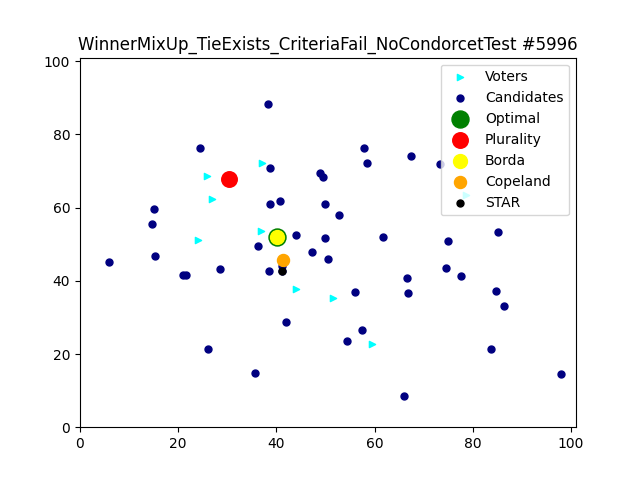 WinnerMixUp_TieExists_CriteriaFail_NoCondorcetTest #5996
100
80
60
40
20
0
0 20 40 60 80 100
Voters
Candidates
Optimal
Plurality
Borda
Copeland
STAR